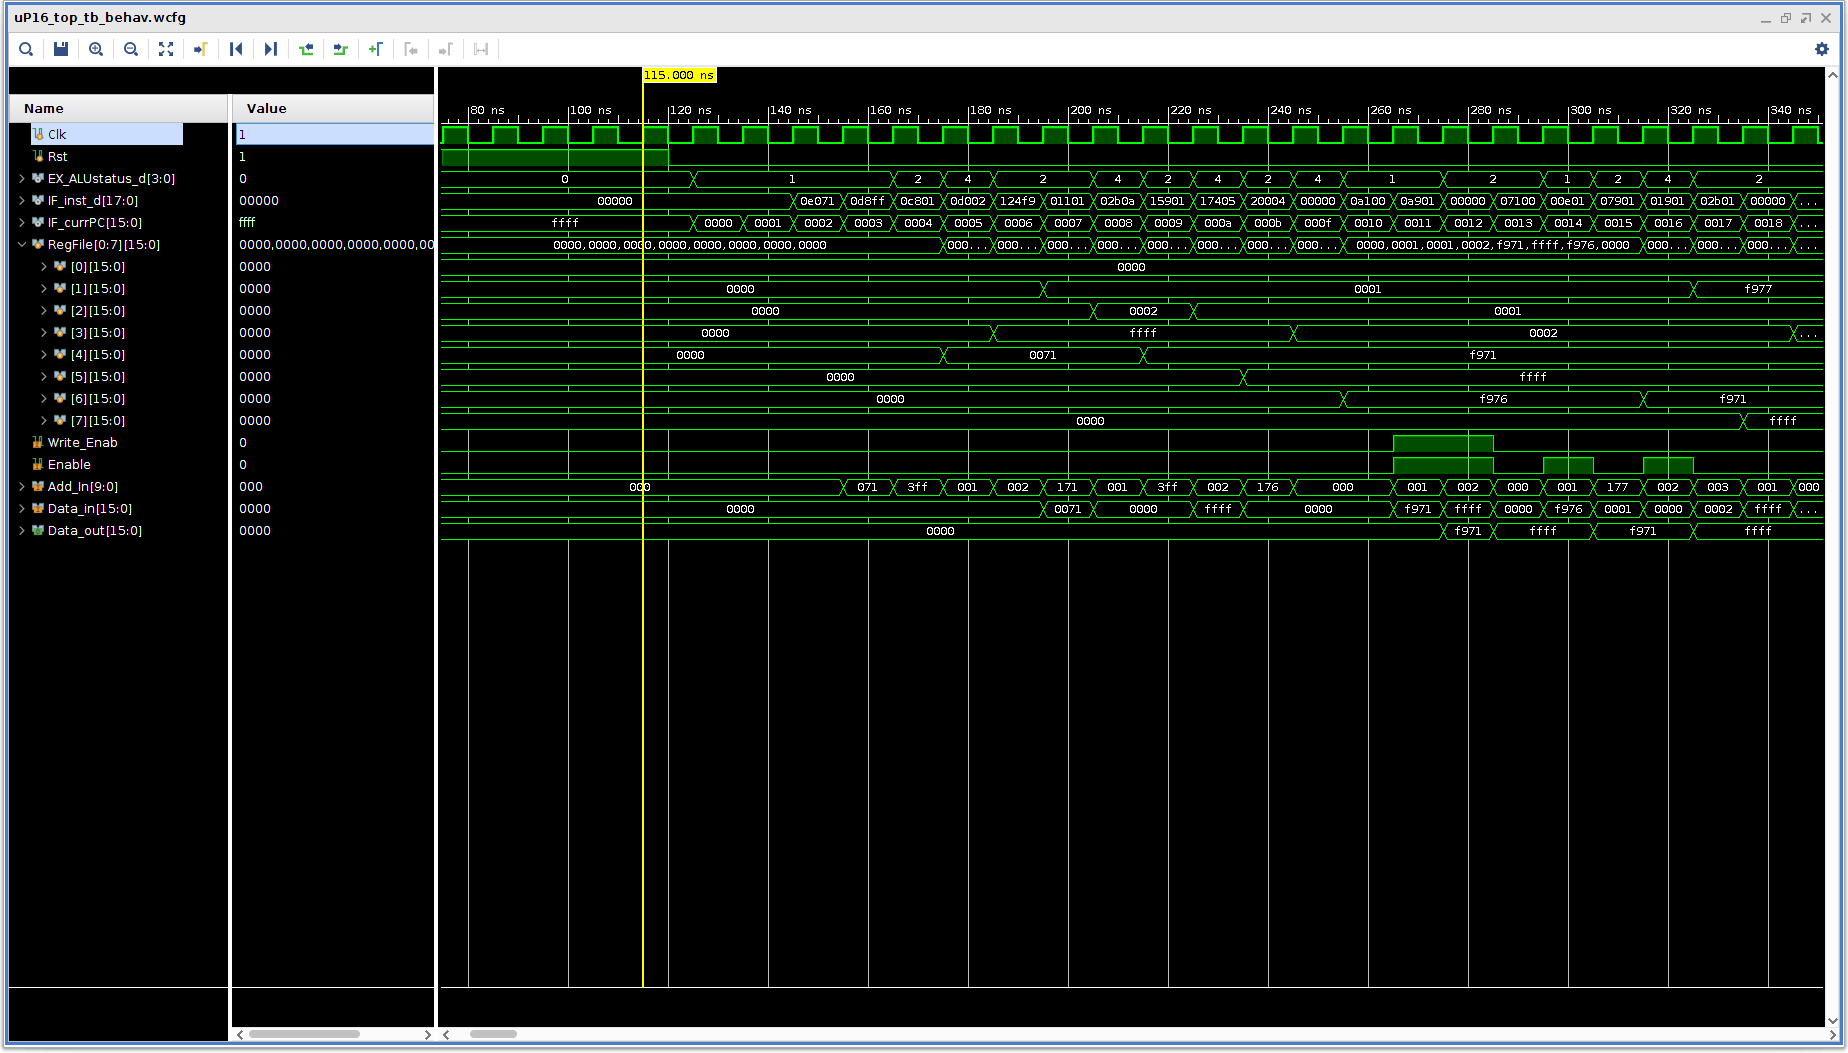 uP16_top_tb_behav.wcfg
115.000 ns
Name Value 80 ns 100 ns 120 ns 140 ns 160 ns 180 ns 200 ns 220 ns 240 ns 260 ns 280 ns 300 ns 320 ns 340 ns
Clk 1
Rst 1
EX_ALUstatus_d[3:0] 0 0 1 2 4 2 4 2 4 2 4 1 2 1 2 4 2
IF_inst_d[17:0] 00000 00000 0e071 0d8ff 0c801 0d002 124f9 01101 02b0a 15901 17405 20004 00000 0a100 0a901 00000 07100 00e01 07901 01901 02b01 00000 ...
IF_currPC[15:0] ffff ffff 0000 0001 0002 0003 0004 0005 0006 0007 0008 0009 000a 000b 000f 0010 0011 0012 0013 0014 0015 0016 0017 0018 ...
RegFile[0:7][15:0] 0000,0000,0000,0000,0000,00 0000,0000,0000,0000,0000,0000,0000,0000 000... 000... 000... 000... 000... 000... 000... 000... 0000,0001,0001,0002,f971,ffff,f976,0000 000... 000... 000... ...
[0][15:0] 0000 0000
[1][15:0] 0000 0000 0001 f977
[2][15:0] 0000 0000 0002 0001
[3][15:0] 0000 0000 ffff 0002 ...
[4][15:0] 0000 0000 0071 f971
[5][15:0] 0000 0000 ffff
[6][15:0] 0000 0000 f976 f971
[7][15:0] 0000 0000 ffff
Write_Enab 0
Enable 0
Add_In[9:0] 000 000 071 3ff 001 002 171 001 3ff 002 176 000 001 002 000 001 177 002 003 001 000
Data_in[15:0] 0000 0000 0071 0000 ffff 0000 f971 ffff 0000 f976 0001 0000 0002 ffff ...
Data_out[15:0] 0000 0000 f971 ffff f971 ffff